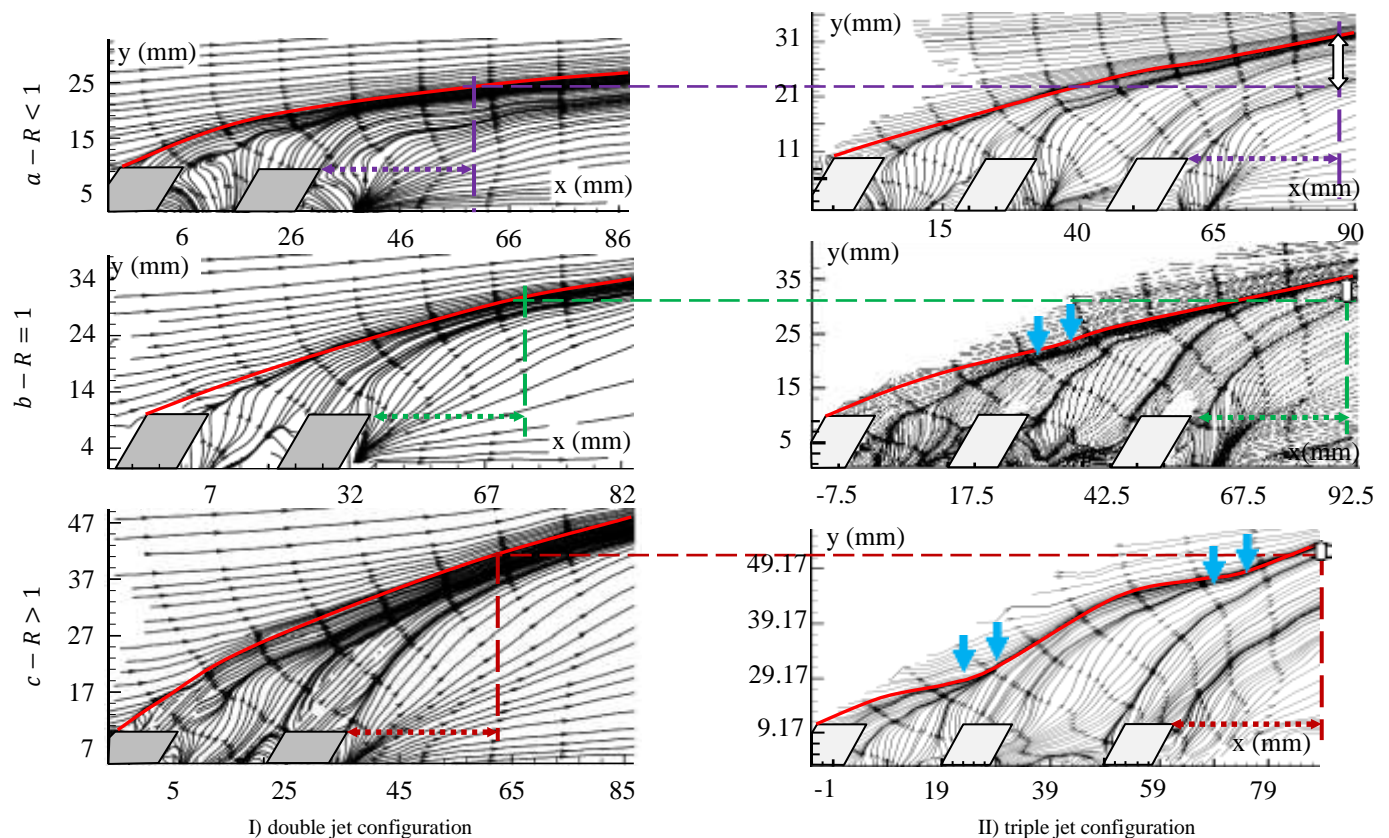 a − R < 1
y (mm)
25
15
5
x (mm)
6 26 46 66 86
y(mm)
31
21
11
x(mm)
15 40 65 90
b − R = 1
y (mm)
34
24
14
4
x (mm)
7 32 67 82
y(mm)
35
25
15
5
x(mm)
-7.5 17.5 42.5 67.5 92.5
c − R > 1
47
37
27
17
7
5 25 45 65 85
y (mm)
49.17
39.17
29.17
9.17
x (mm)
-1 19 39 59 79
I) double jet configuration
II) triple jet configuration